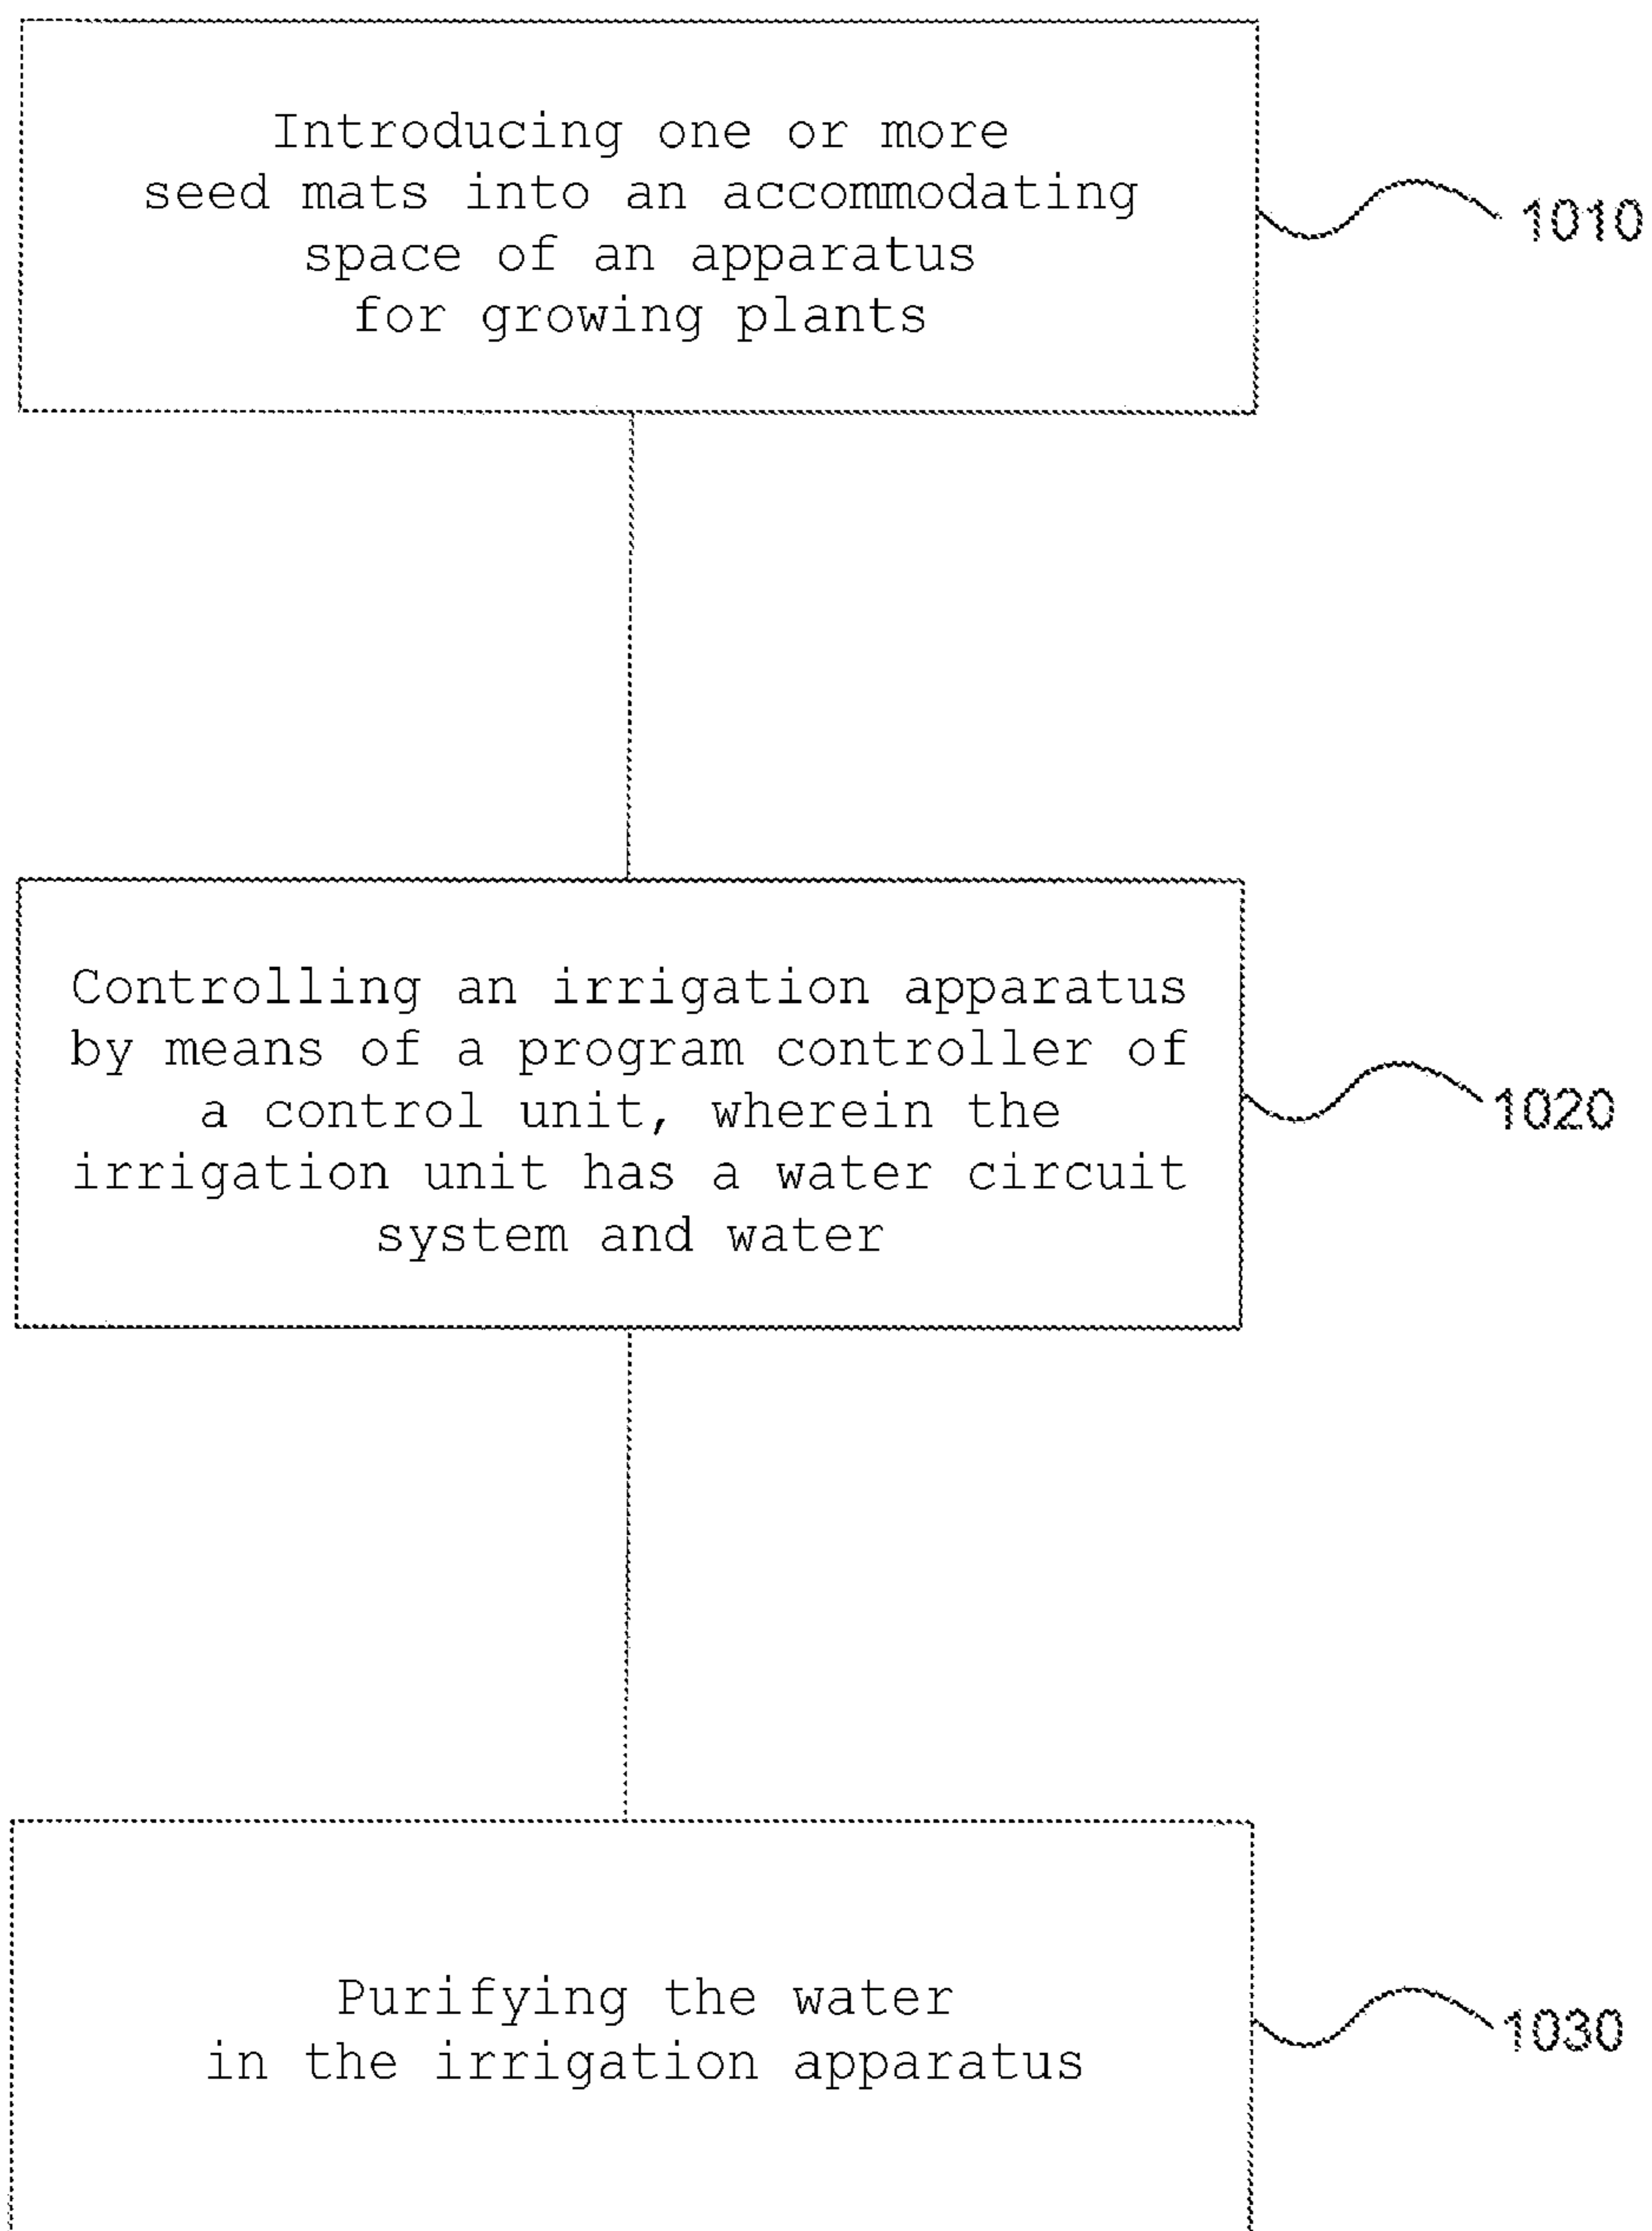 Introducing one or more
seed mats into an accommodating
space of an apparatus
for growing plants
1010
Controlling an irrigation apparatus
by means of a program controller of
a control unit, wherein the
irrigation unit has a water circuit
system and water
1020
Purifying the water
in the irrigation apparatus
1030